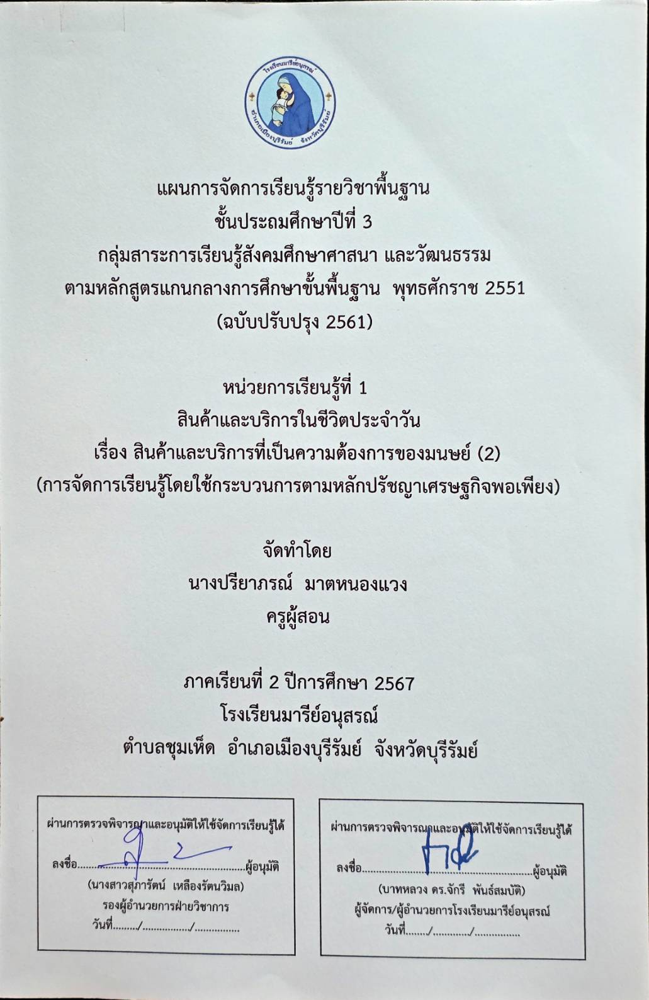 โรงเรียนมารีย์อนุสรณ์
อำเภอเมืองบุรีรัมย์ จังหวัดบุรีรัมย์
แผนการจัดการเรียนรู้รายวิชาพื้นฐาน
ชั้นประถมศึกษาปีที่ 3
กลุ่มสาระการเรียนรู้สังคมศึกษาศาสนา และวัฒนธรรม
ตามหลักสูตรแกนกลางการศึกษาขั้นพื้นฐาน พุทธศักราช 2551
(ฉบับปรับปรุง 2561)
หน่วยการเรียนรู้ที่ 1
สินค้าและบริการในชีวิตประจำวัน
เรื่อง สินค้าและบริการที่เป็นความต้องการของมนษย์ (2)
(การจัดการเรียนรู้โดยใช้กระบวนการตามหลักปรัชญาเศรษฐกิจพอเพียง)
จัดทำโดย
นางปรียาภรณ์ มาตหนองแวง
ครูผู้สอน
ภาคเรียนที่ 2 ปีการศึกษา 2567
โรงเรียนมารีย์อนุสรณ์
ตำบลชุมเห็ด อำเภอเมืองบุรีรัมย์ จังหวัดบุรีรัมย์
ผ่านการตรวจพิจารณาและอนุมัติให้ใช้จัดการเรียนรู้ได้
ลงชื่อ............................................................ผู้อนุมัติ
(นางสาวสุภารัตน์ เหลืองรัตนวิมล)
รองผู้อำนวยการฝ่ายวิชาการ
วันที่........./................./................
ผ่านการตรวจพิจารณาและอนุมัติให้ใช้จัดการเรียนรู้ได้
ลงชื่อ............................................................ผู้อนุมัติ
(บาทหลวง ดร.จักรี พันธ์สมบัติ)
ผู้จัดการ/ผู้อำนวยการโรงเรียนมารีย์อนุสรณ์
วันที่......../............./................